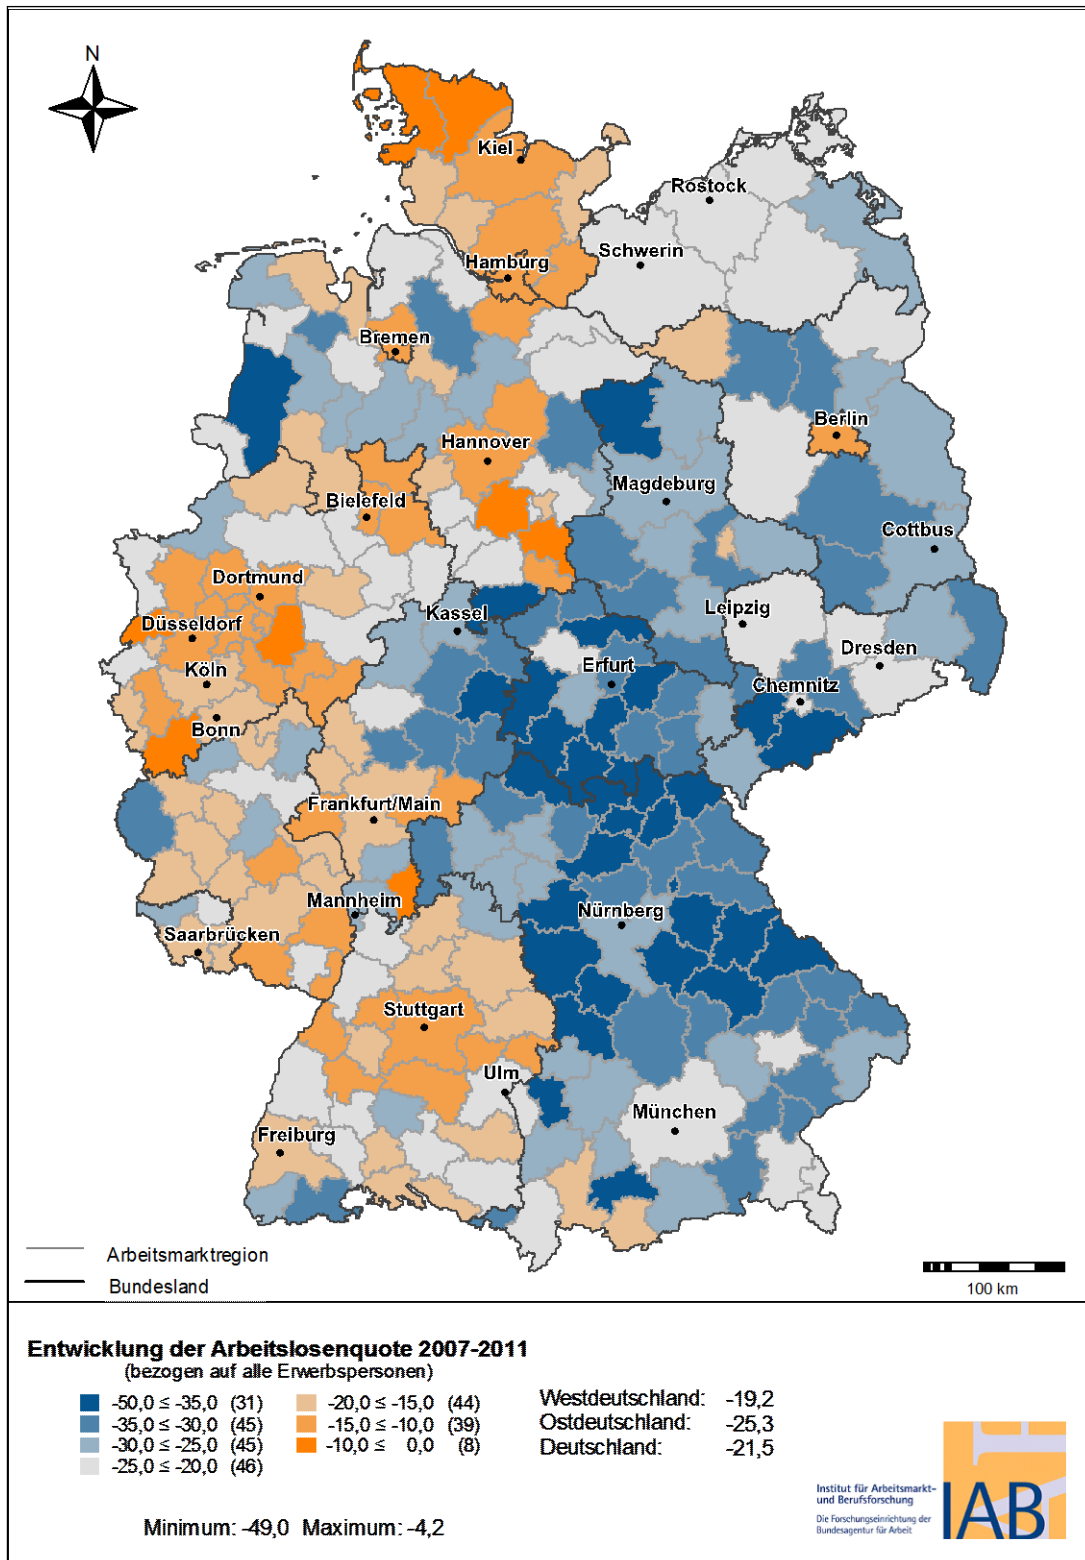 N
Kiel
Rostock
Schwerin
Hamburg
Bremen
Berlin
Hannover
Magdeburg
Bielefeld
Cottbus
Dortmund
Kassel
Leipzig
Düsseldorf
Dresden
Erfurt
Köln
Chemnitz
Bonn
Frankfurt/Main
Mannheim
Nürnberg
Saarbrücken
Stuttgart
Ulm
München
Freiburg
Arbeitsmarktregion
Bundesland
100 km
Entwicklung der Arbeitslosenquote 2007-2011
(bezogen auf alle Erwerbspersonen)
-50,0 ≤ -35,0 (31)
-35,0 ≤ -30,0 (45)
-30,0 ≤ -25,0 (45)
-25,0 ≤ -20,0 (46)
-20,0 ≤ -15,0 (44)
-15,0 ≤ -10,0 (39)
-10,0 ≤ 0,0 (8)
Westdeutschland: -19,2
Ostdeutschland: -25,3
Deutschland: -21,5
Minimum: -49,0 Maximum: -4,2
Institut für Arbeitsmarkt-
und Berufsforschung
Die Forschungseinrichtung der
Bundesagentur für Arbeit
IAB